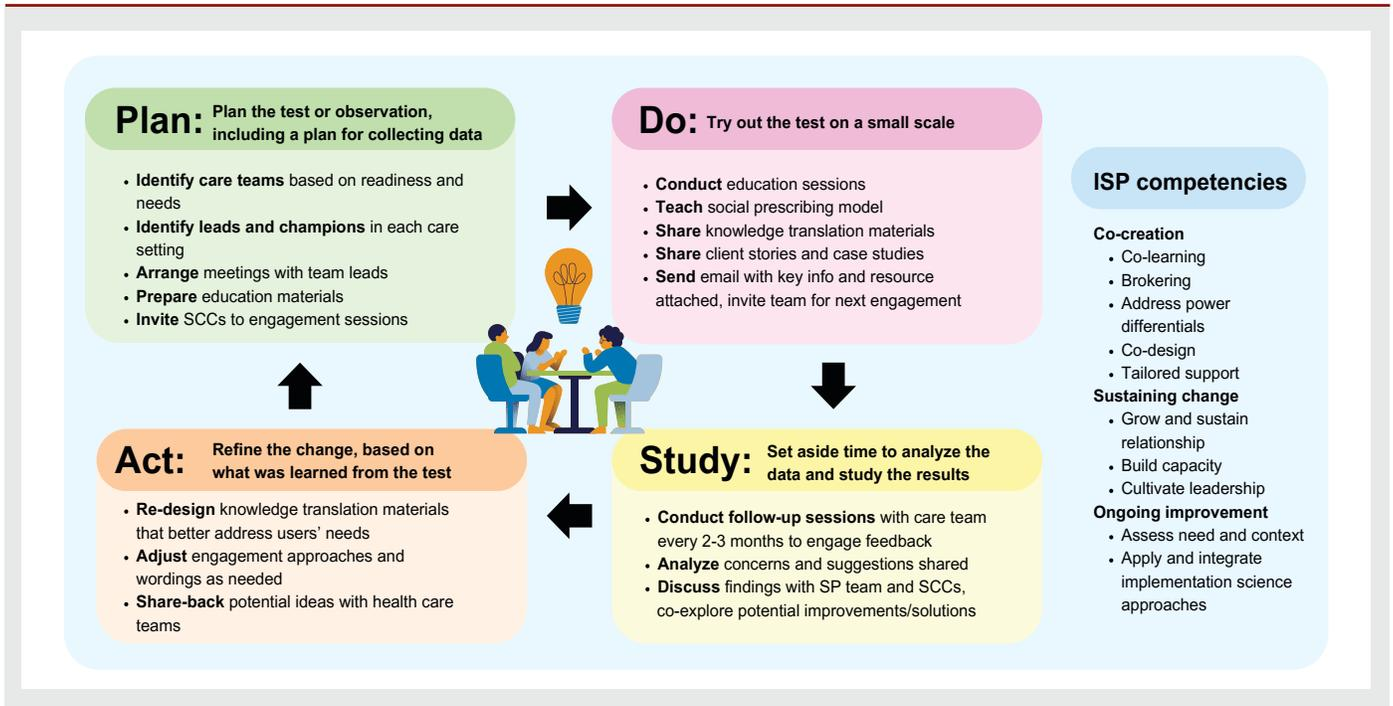 Plan: Plan the test or observation,
including a plan for collecting data
• Identify care teams based on readiness and
needs
• Identify leads and champions in each care
setting
• Arrange meetings with team leads
• Prepare education materials
• Invite SCCs to engagement sessions
Do: Try out the test on a small scale
• Conduct education sessions
• Teach social prescribing model
• Share knowledge translation materials
• Share client stories and case studies
• Send email with key info and resource
attached, invite team for next engagement
Study: Set aside time to analyze the
data and study the results
• Conduct follow-up sessions with care team
every 2-3 months to engage feedback
• Analyze concerns and suggestions shared
• Discuss findings with SP team and SCCs,
co-explore potential improvements/solutions
Act: Refine the change, based on
what was learned from the test
• Re-design knowledge translation materials
that better address users’ needs
• Adjust engagement approaches and
wordings as needed
• Share-back potential ideas with health care
teams
ISP competencies
Co-creation
• Co-learning
• Brokering
• Address power
differentials
• Co-design
• Tailored support
Sustaining change
• Grow and sustain
relationship
• Build capacity
• Cultivate leadership
Ongoing improvement
• Assess need and context
• Apply and integrate
implementation science
approaches